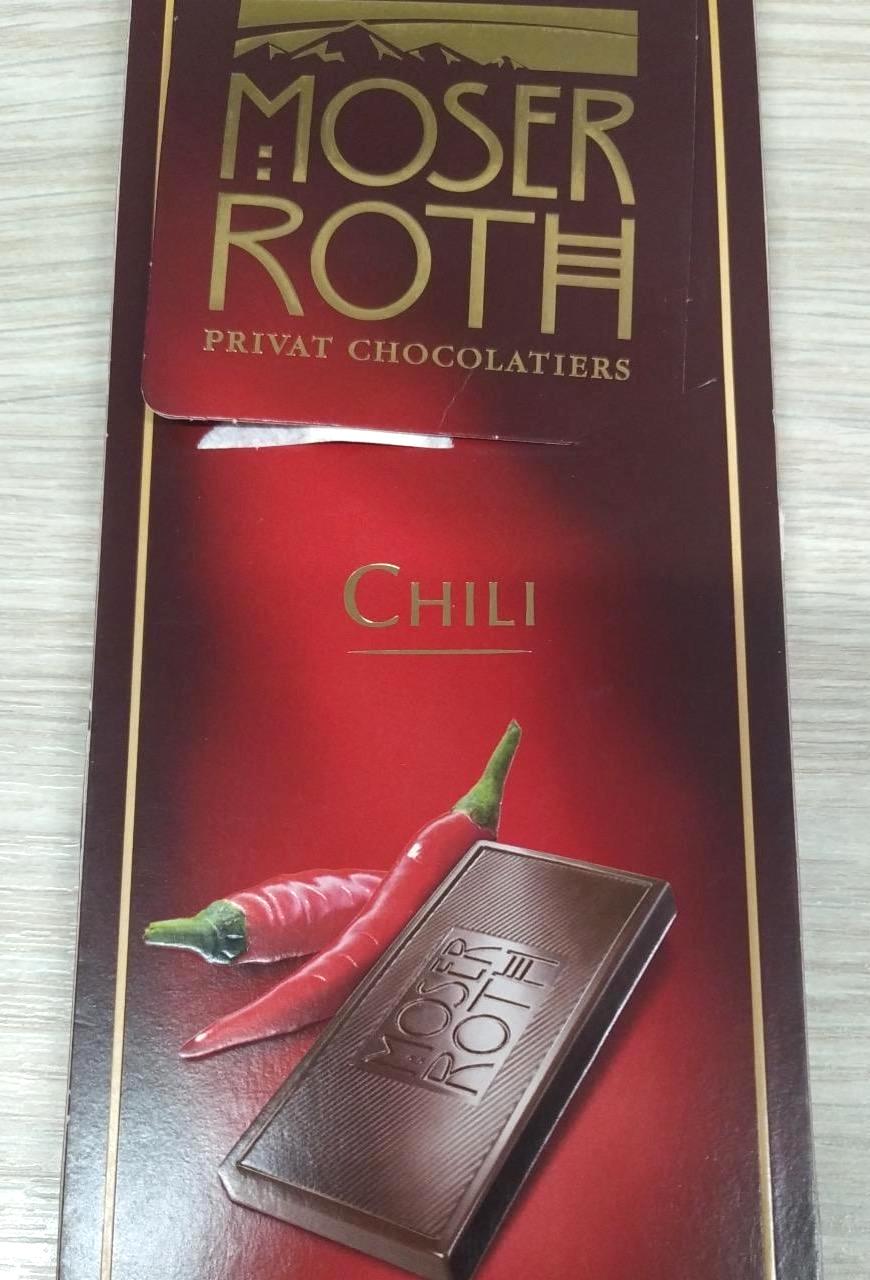 MOSER
ROTH
PRIVAT CHOCOLATIERS
CHILI
MOSER
ROTH